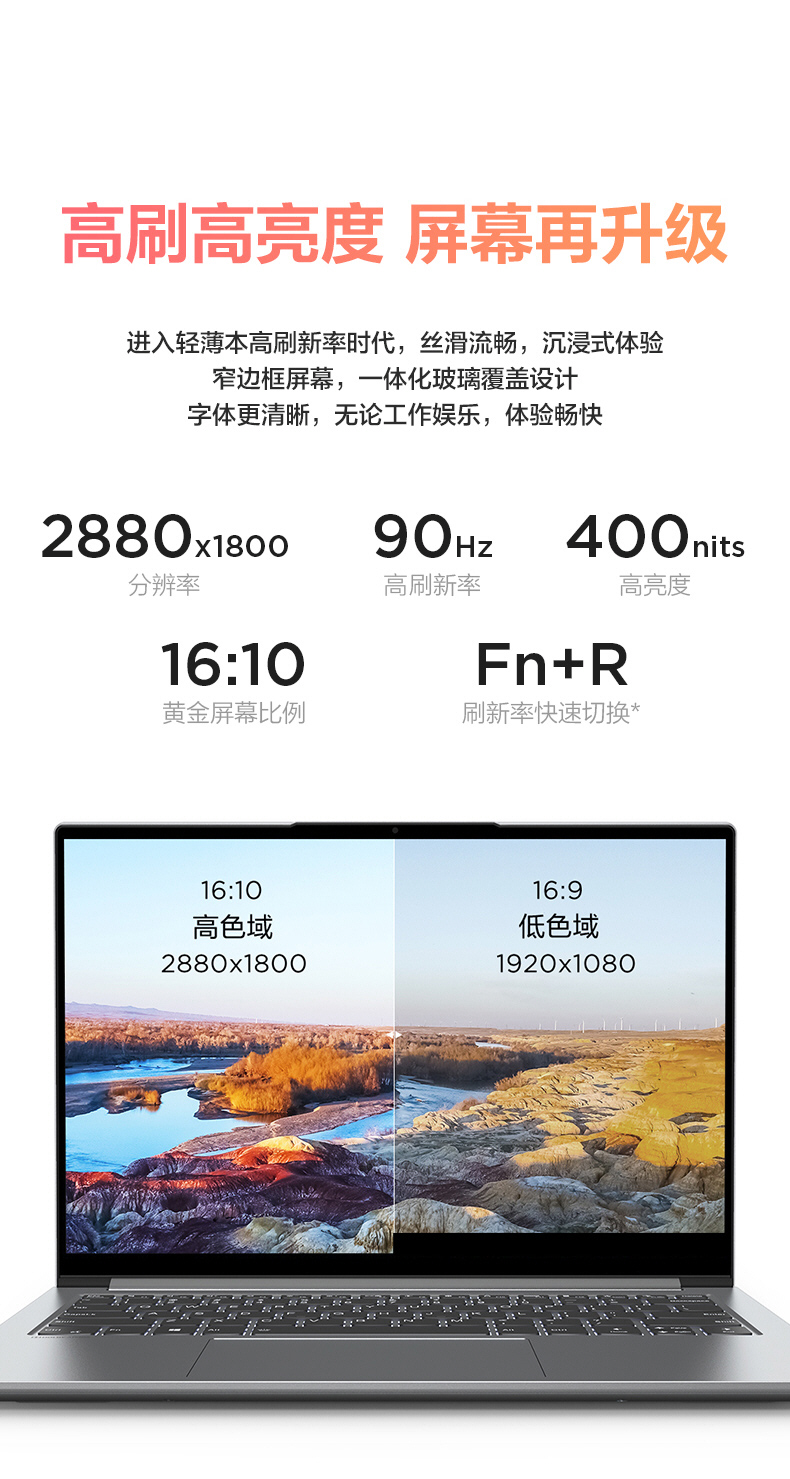 高刷高亮度 屏幕再升级
进入轻薄本高刷新率时代，丝滑流畅，沉浸式体验
窄边框屏幕，一体化玻璃覆盖设计
字体更清晰，无论工作娱乐，体验畅快
2880x1800 90Hz 400nits
分辨率 高刷新率 高亮度
16:10 Fn+R
黄金屏幕比例 刷新率快速切换*
16:10 16:9
高色域 低色域
2880x1800 1920x1080